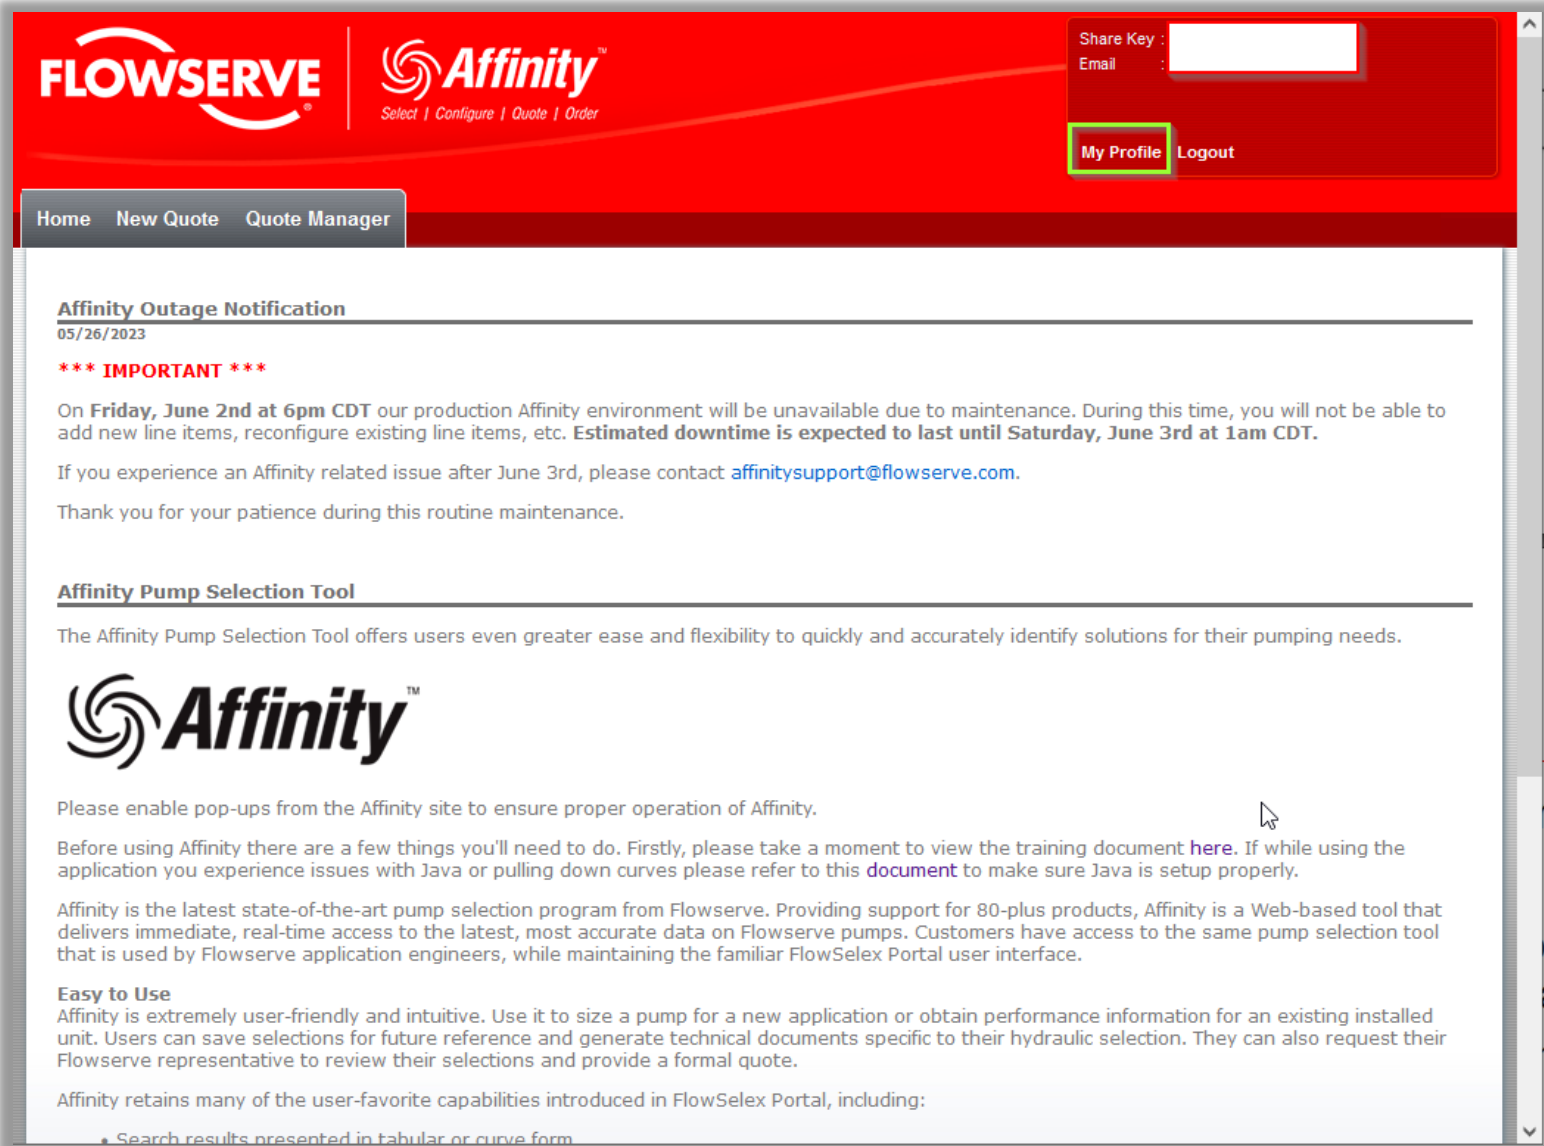 FLOWSERVE®
Affinity™
Select | Configure | Quote | Order
Share Key :
Email :
My Profile Logout
Home New Quote Quote Manager
Affinity Outage Notification
05/26/2023
*** IMPORTANT ***
On Friday, June 2nd at 6pm CDT our production Affinity environment will be unavailable due to maintenance. During this time, you will not be able to
add new line items, reconfigure existing line items, etc. Estimated downtime is expected to last until Saturday, June 3rd at 1am CDT.
If you experience an Affinity related issue after June 3rd, please contact affinitysupport@flowserve.com.
Thank you for your patience during this routine maintenance.
Affinity Pump Selection Tool
The Affinity Pump Selection Tool offers users even greater ease and flexibility to quickly and accurately identify solutions for their pumping needs.
Affinity™
Please enable pop-ups from the Affinity site to ensure proper operation of Affinity.
Before using Affinity there are a few things you'll need to do. Firstly, please take a moment to view the training document here. If while using the
application you experience issues with Java or pulling down curves please refer to this document to make sure Java is setup properly.
Affinity is the latest state-of-the-art pump selection program from Flowserve. Providing support for 80-plus products, Affinity is a Web-based tool that
delivers immediate, real-time access to the latest, most accurate data on Flowserve pumps. Customers have access to the same pump selection tool
that is used by Flowserve application engineers, while maintaining the familiar FlowSelex Portal user interface.
Easy to Use
Affinity is extremely user-friendly and intuitive. Use it to size a pump for a new application or obtain performance information for an existing installed
unit. Users can save selections for future reference and generate technical documents specific to their hydraulic selection. They can also request their
Flowserve representative to review their selections and provide a formal quote.
Affinity retains many of the user-favorite capabilities introduced in FlowSelex Portal, including:
• Search results presented in tabular or curve form